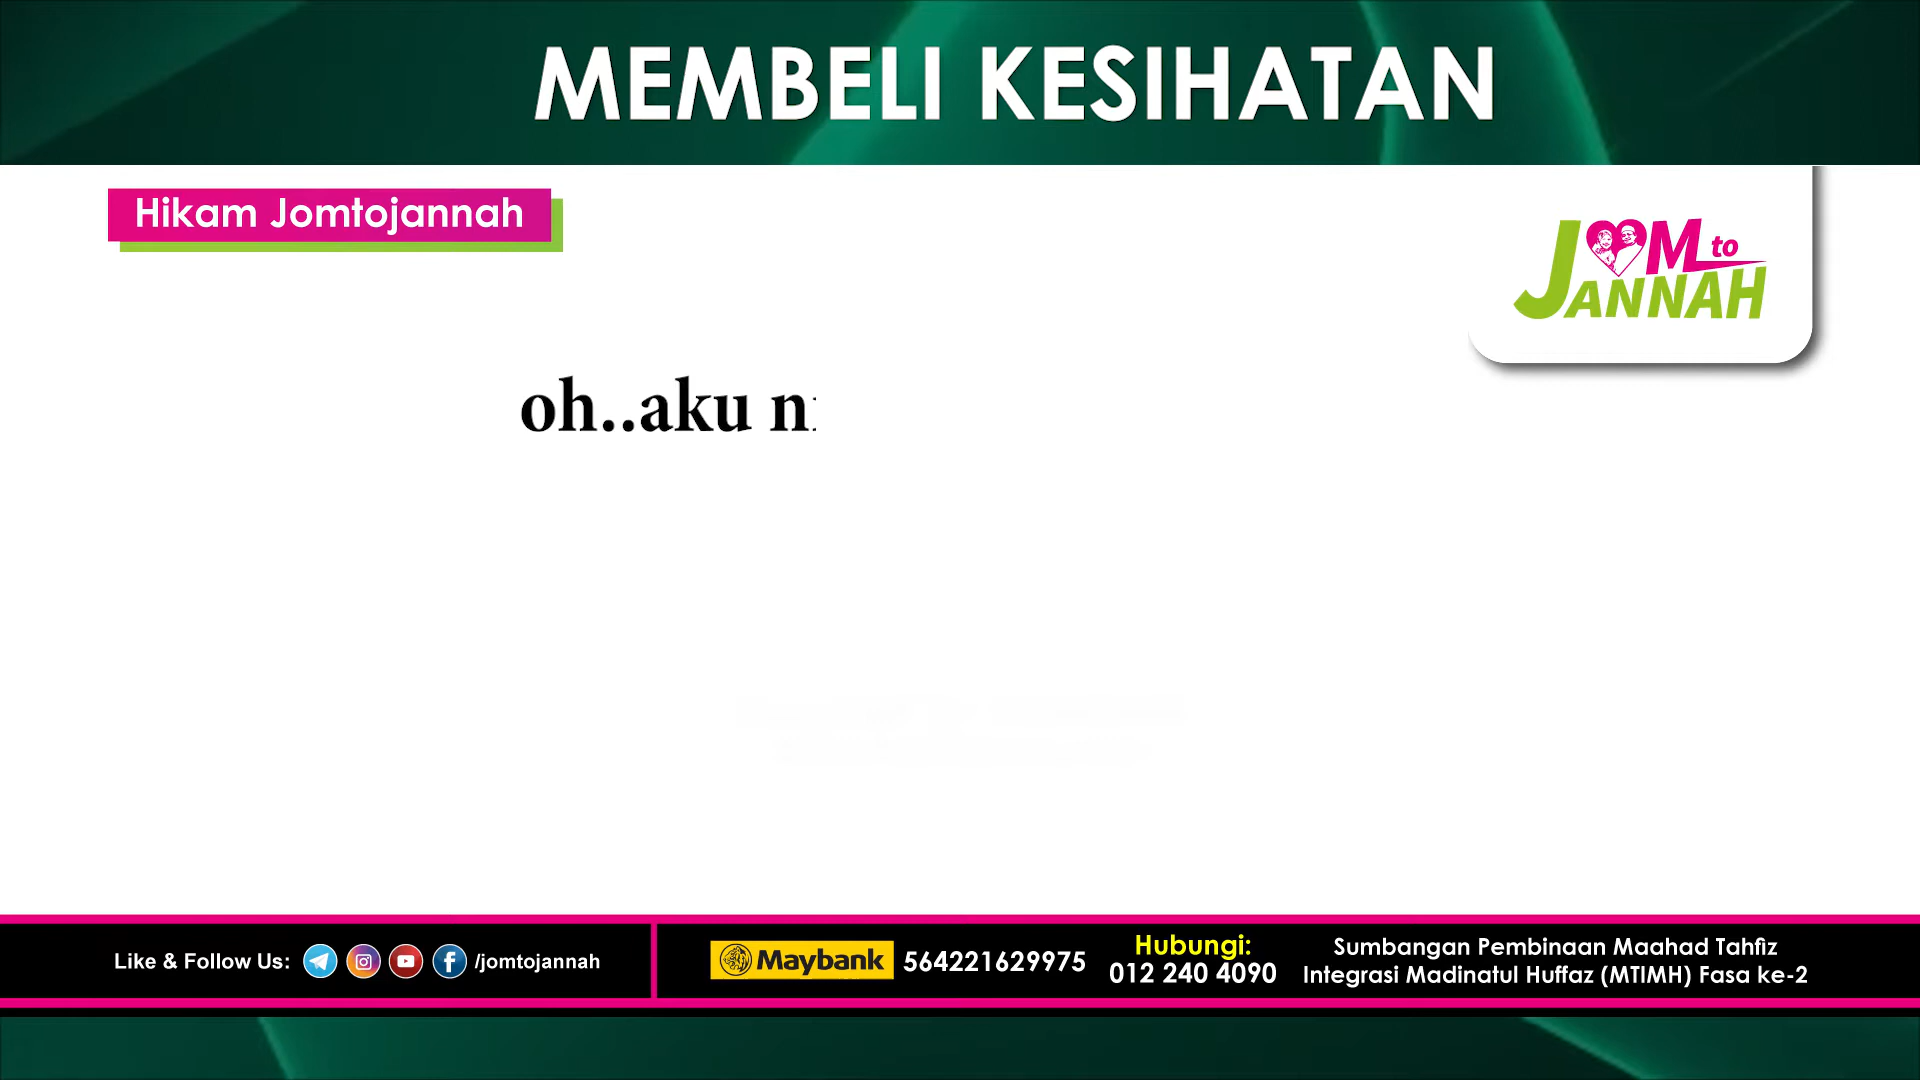 MEMBELI KESIHATAN
Hikam Jomtojannah
JOM to
JANNAH
oh..aku n
Like & Follow Us: /jomtojannah
Maybank 564221629975
Hubungi:
012 240 4090
Sumbangan Pembinaan Maahad Tahfiz
Integrasi Madinatul Huffaz (MTIMH) Fasa ke-2